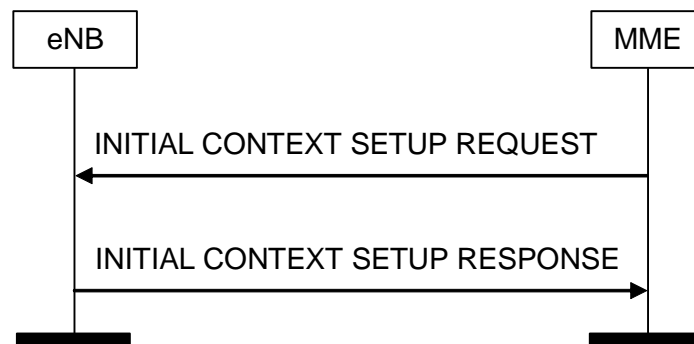 eNB
MME
INITIAL CONTEXT SETUP REQUEST
INITIAL CONTEXT SETUP RESPONSE